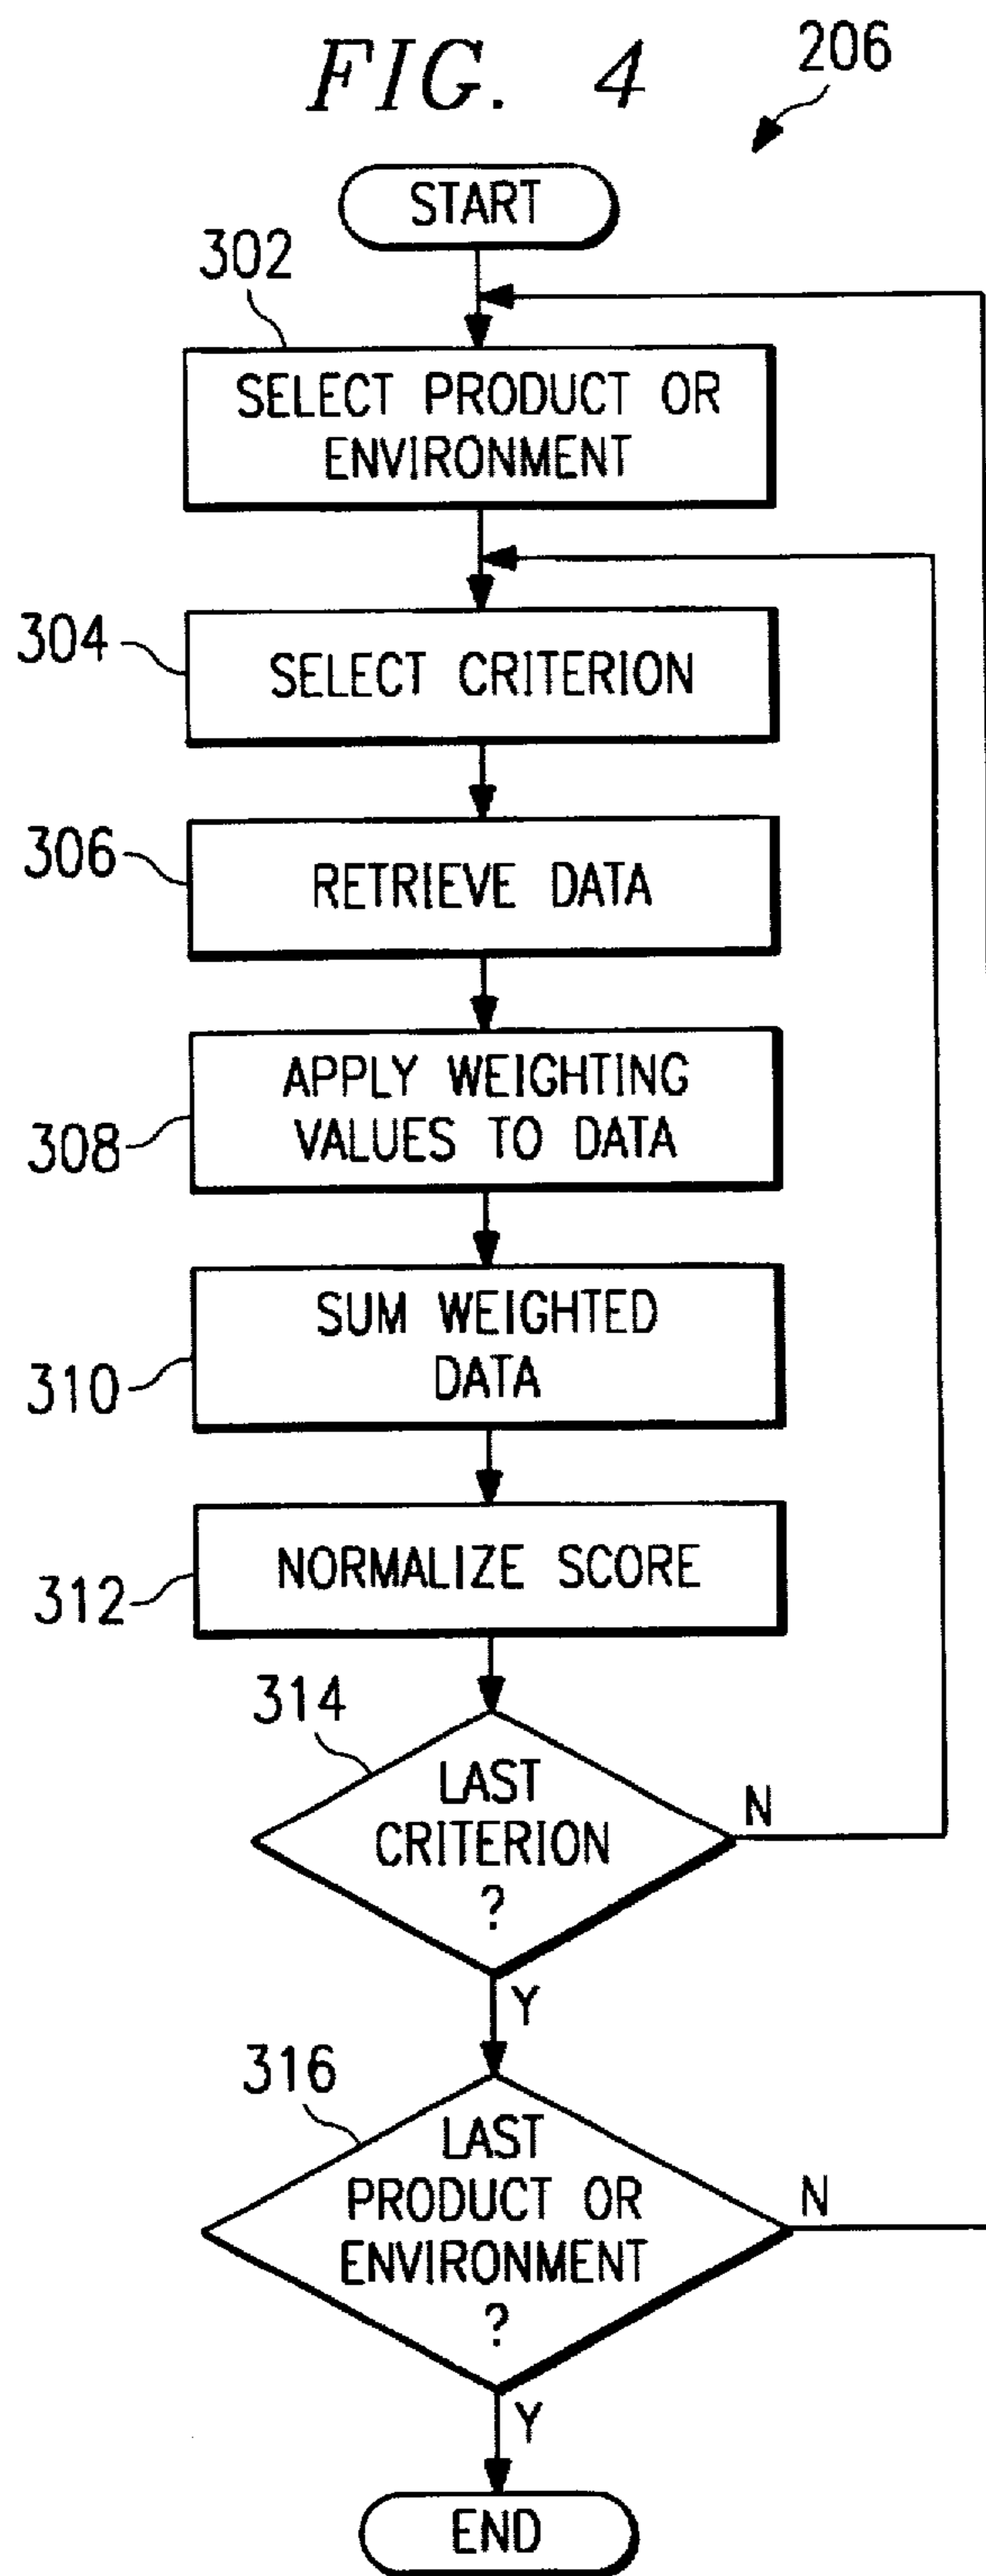 FIG. 4
206
START
302
SELECT PRODUCT OR
ENVIRONMENT
304
SELECT CRITERION
306
RETRIEVE DATA
308
APPLY WEIGHTING
VALUES TO DATA
310
SUM WEIGHTED
DATA
312
NORMALIZE SCORE
314
LAST
CRITERION
?
N
Y
316
LAST
PRODUCT OR
ENVIRONMENT
?
N
Y
END